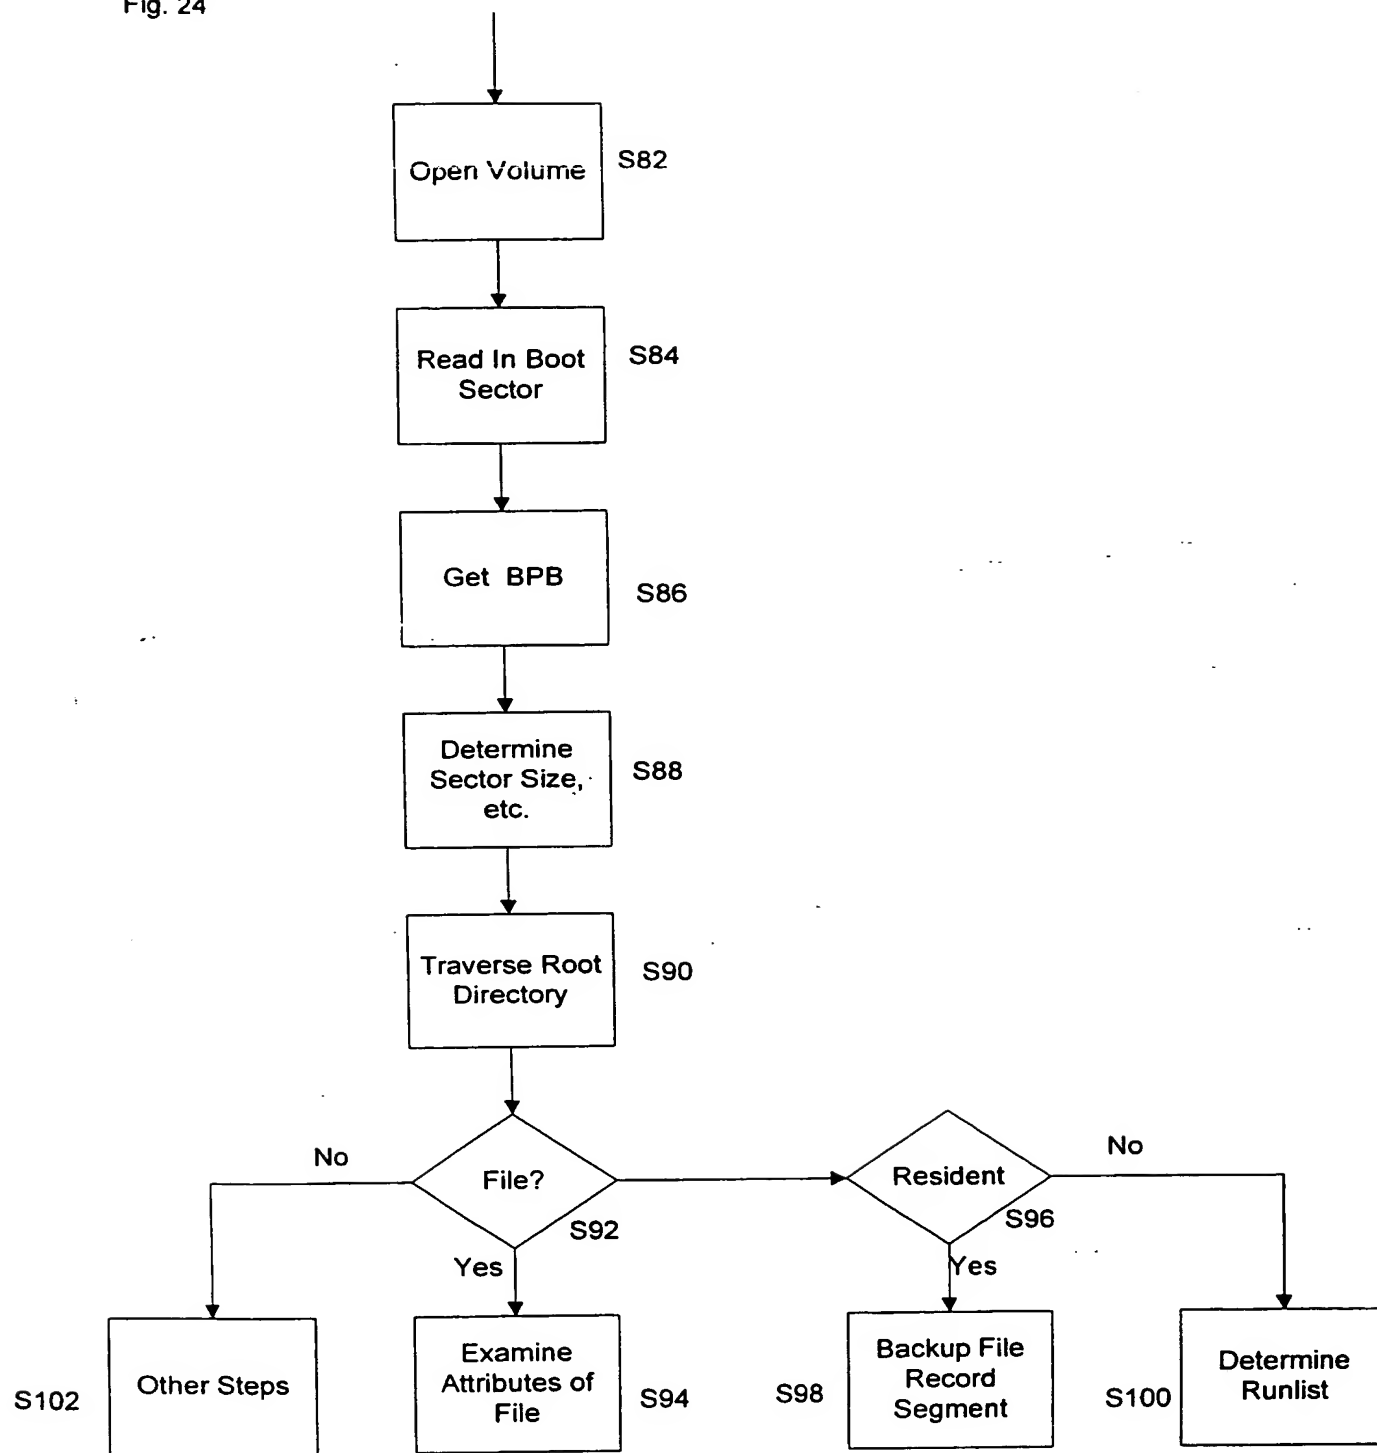 Fig. 24
Open Volume
S82
Read In Boot
Sector
S84
Get BPB
S86
Determine
Sector Size,
etc.
S88
Traverse Root
Directory
S90
No
File?
S92
Yes
Resident
S96
No
Yes
Other Steps
S102
Examine
Attributes of
File
S94
Backup File
Record
Segment
S98
Determine
Runlist
S100